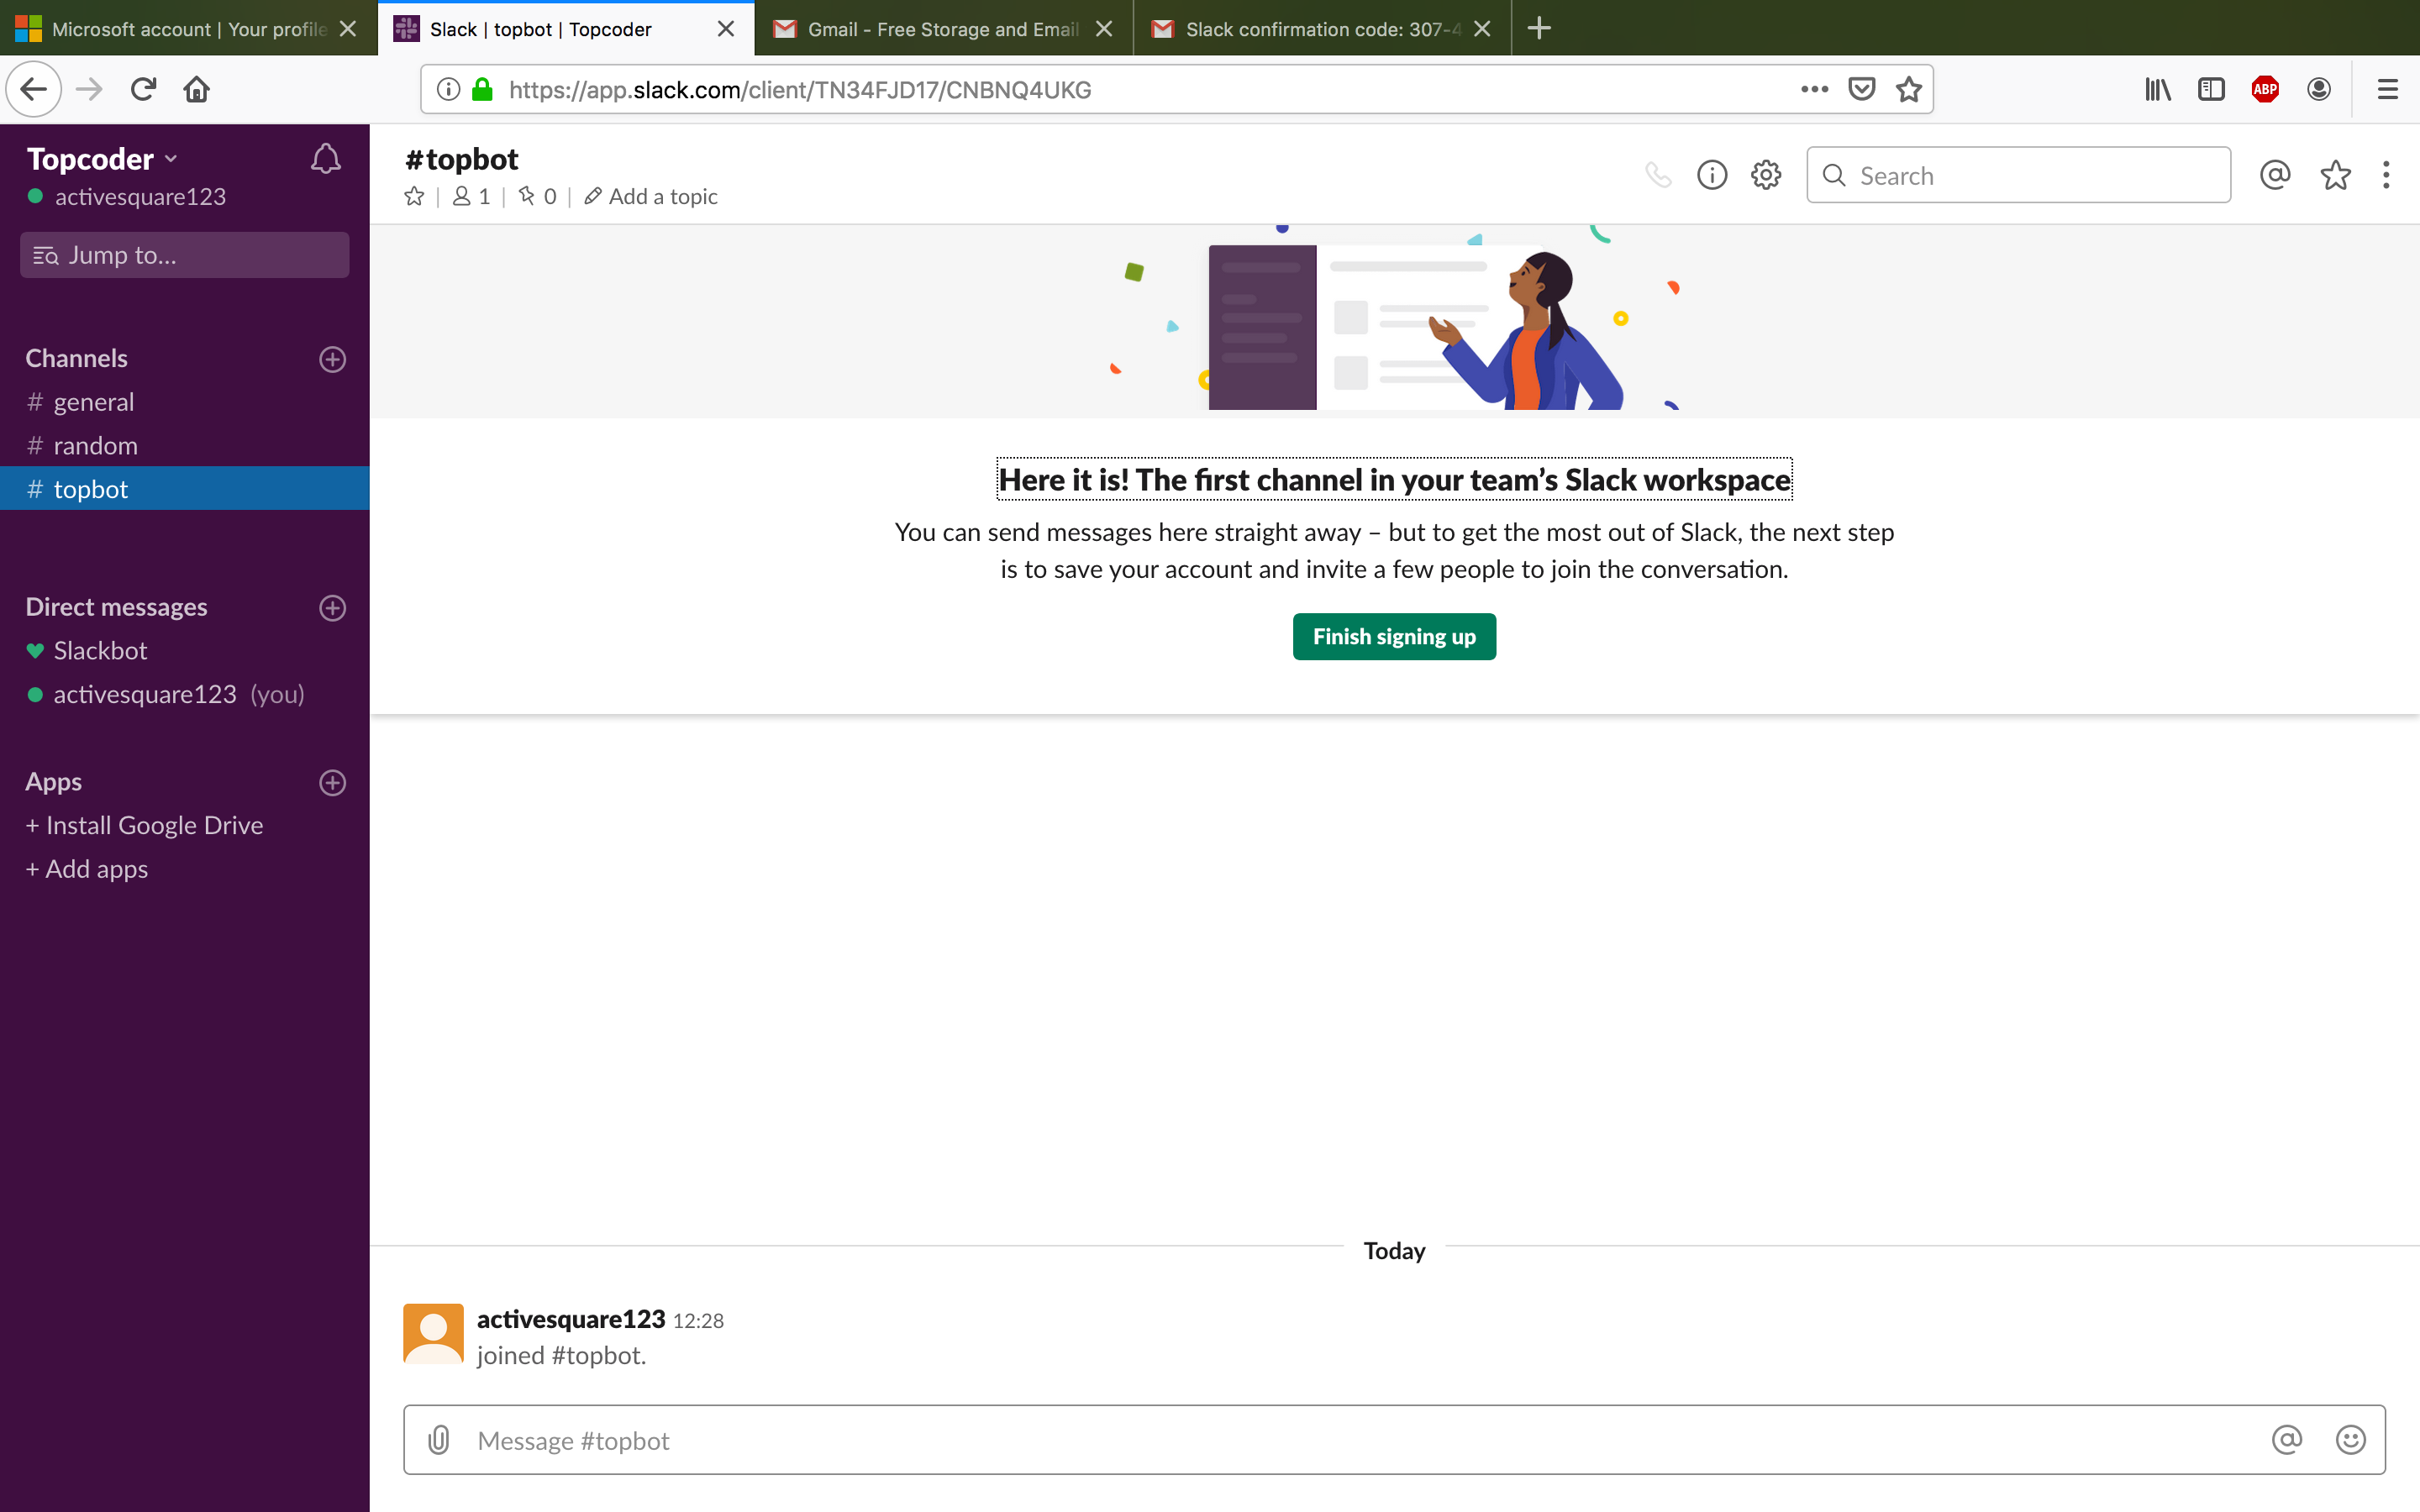 Microsoft account | Your profile
Slack | topbot | Topcoder
Gmail - Free Storage and Email
Slack confirmation code: 307-4
https://app.slack.com/client/TN34FJD17/CNBNQ4UKG
ABP
Topcoder
activesquare123
Jump to...
Channels
# general
# random
# topbot
Direct messages
Slackbot
activesquare123 (you)
Apps
+ Install Google Drive
+ Add apps
#topbot
1 | 0 | Add a topic
Search
Here it is! The first channel in your team’s Slack workspace
You can send messages here straight away – but to get the most out of Slack, the next step
is to save your account and invite a few people to join the conversation.
Finish signing up
Today
activesquare123 12:28
joined #topbot.
Message #topbot